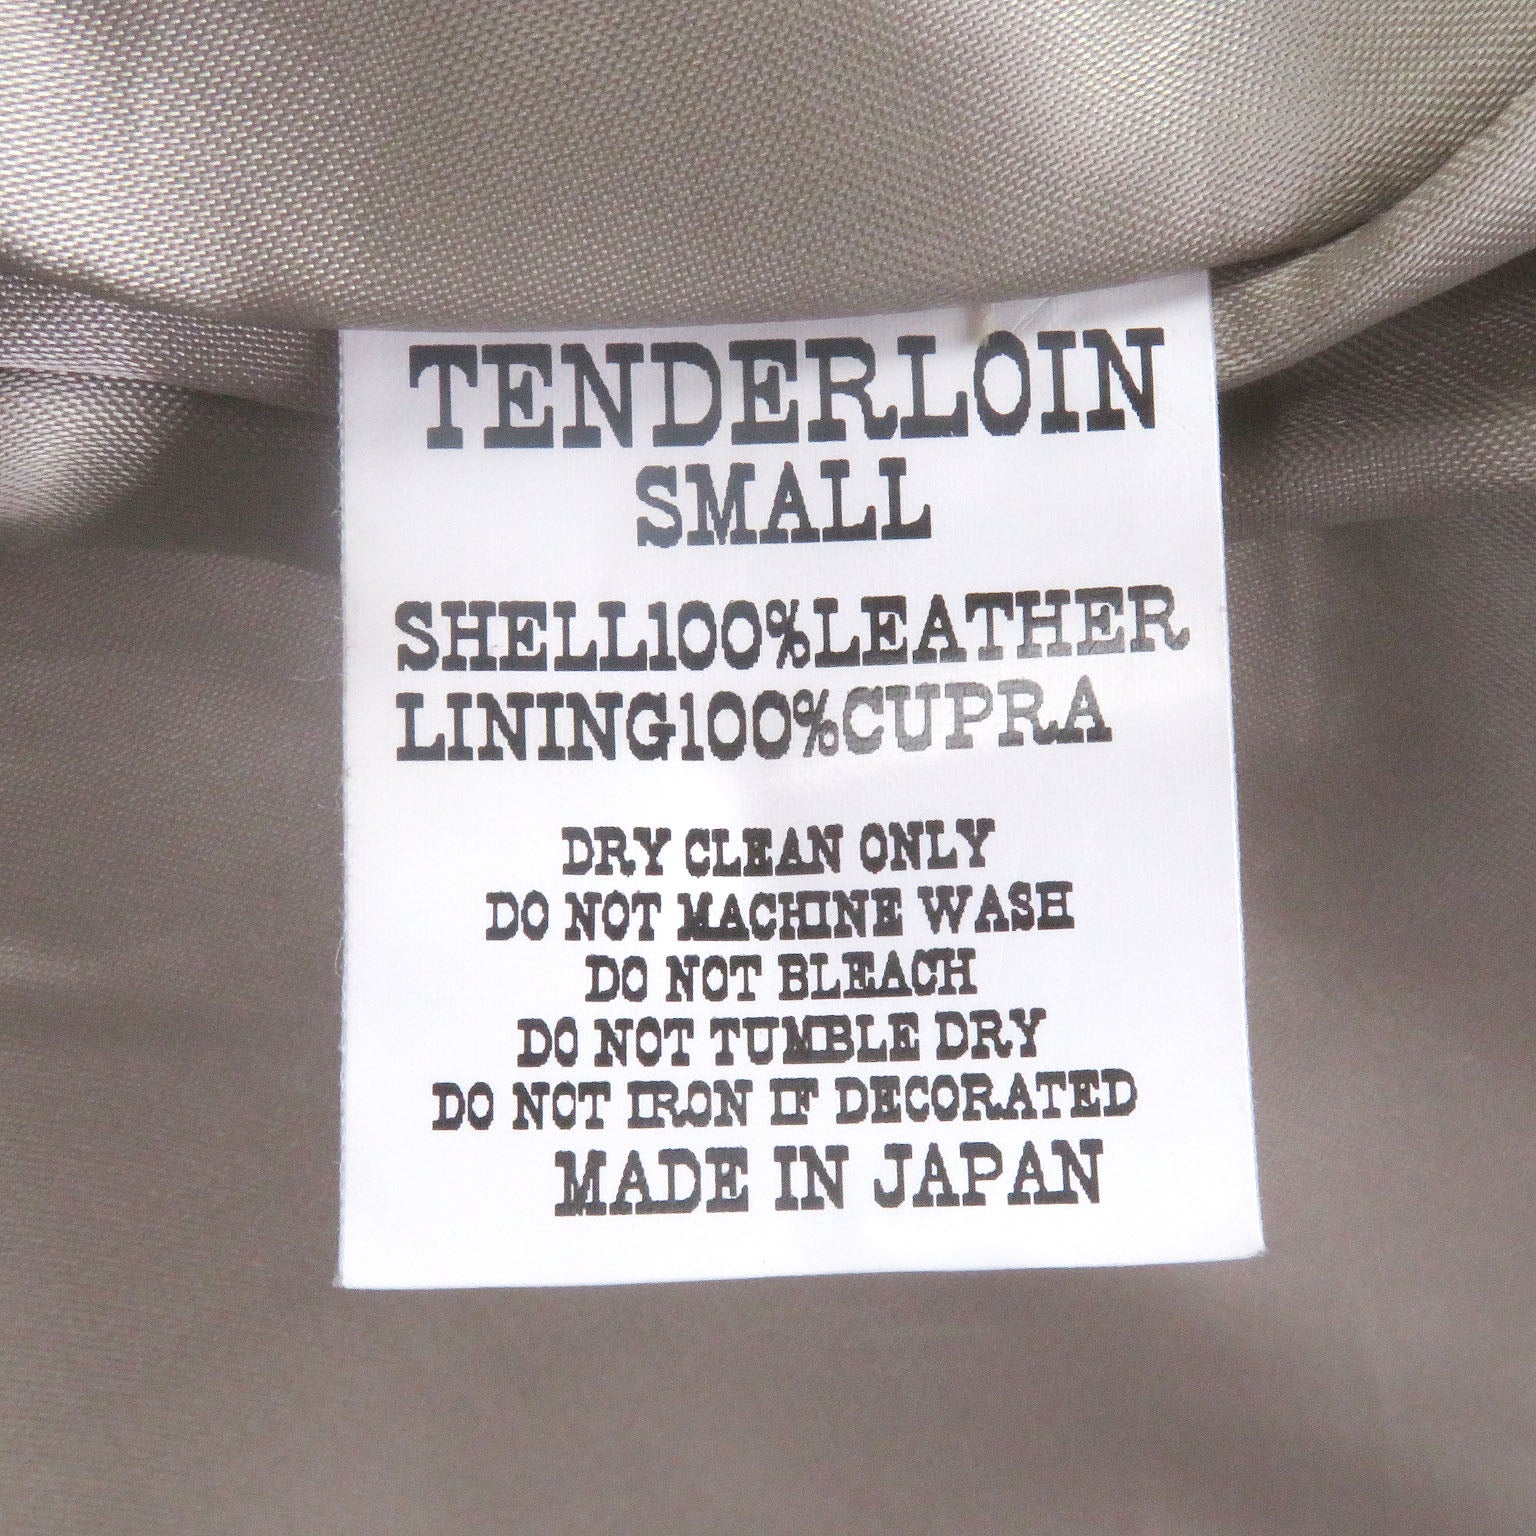 TENDERLOIN
SMALL
SHELL100%LEATHER
LINING100%CUPRA
DRY CLEAN ONLY
DO NOT MACHINE WASH
DO NOT BLEACH
DO NOT TUMBLE DRY
DO NOT IRON IF DECORATED
MADE IN JAPAN